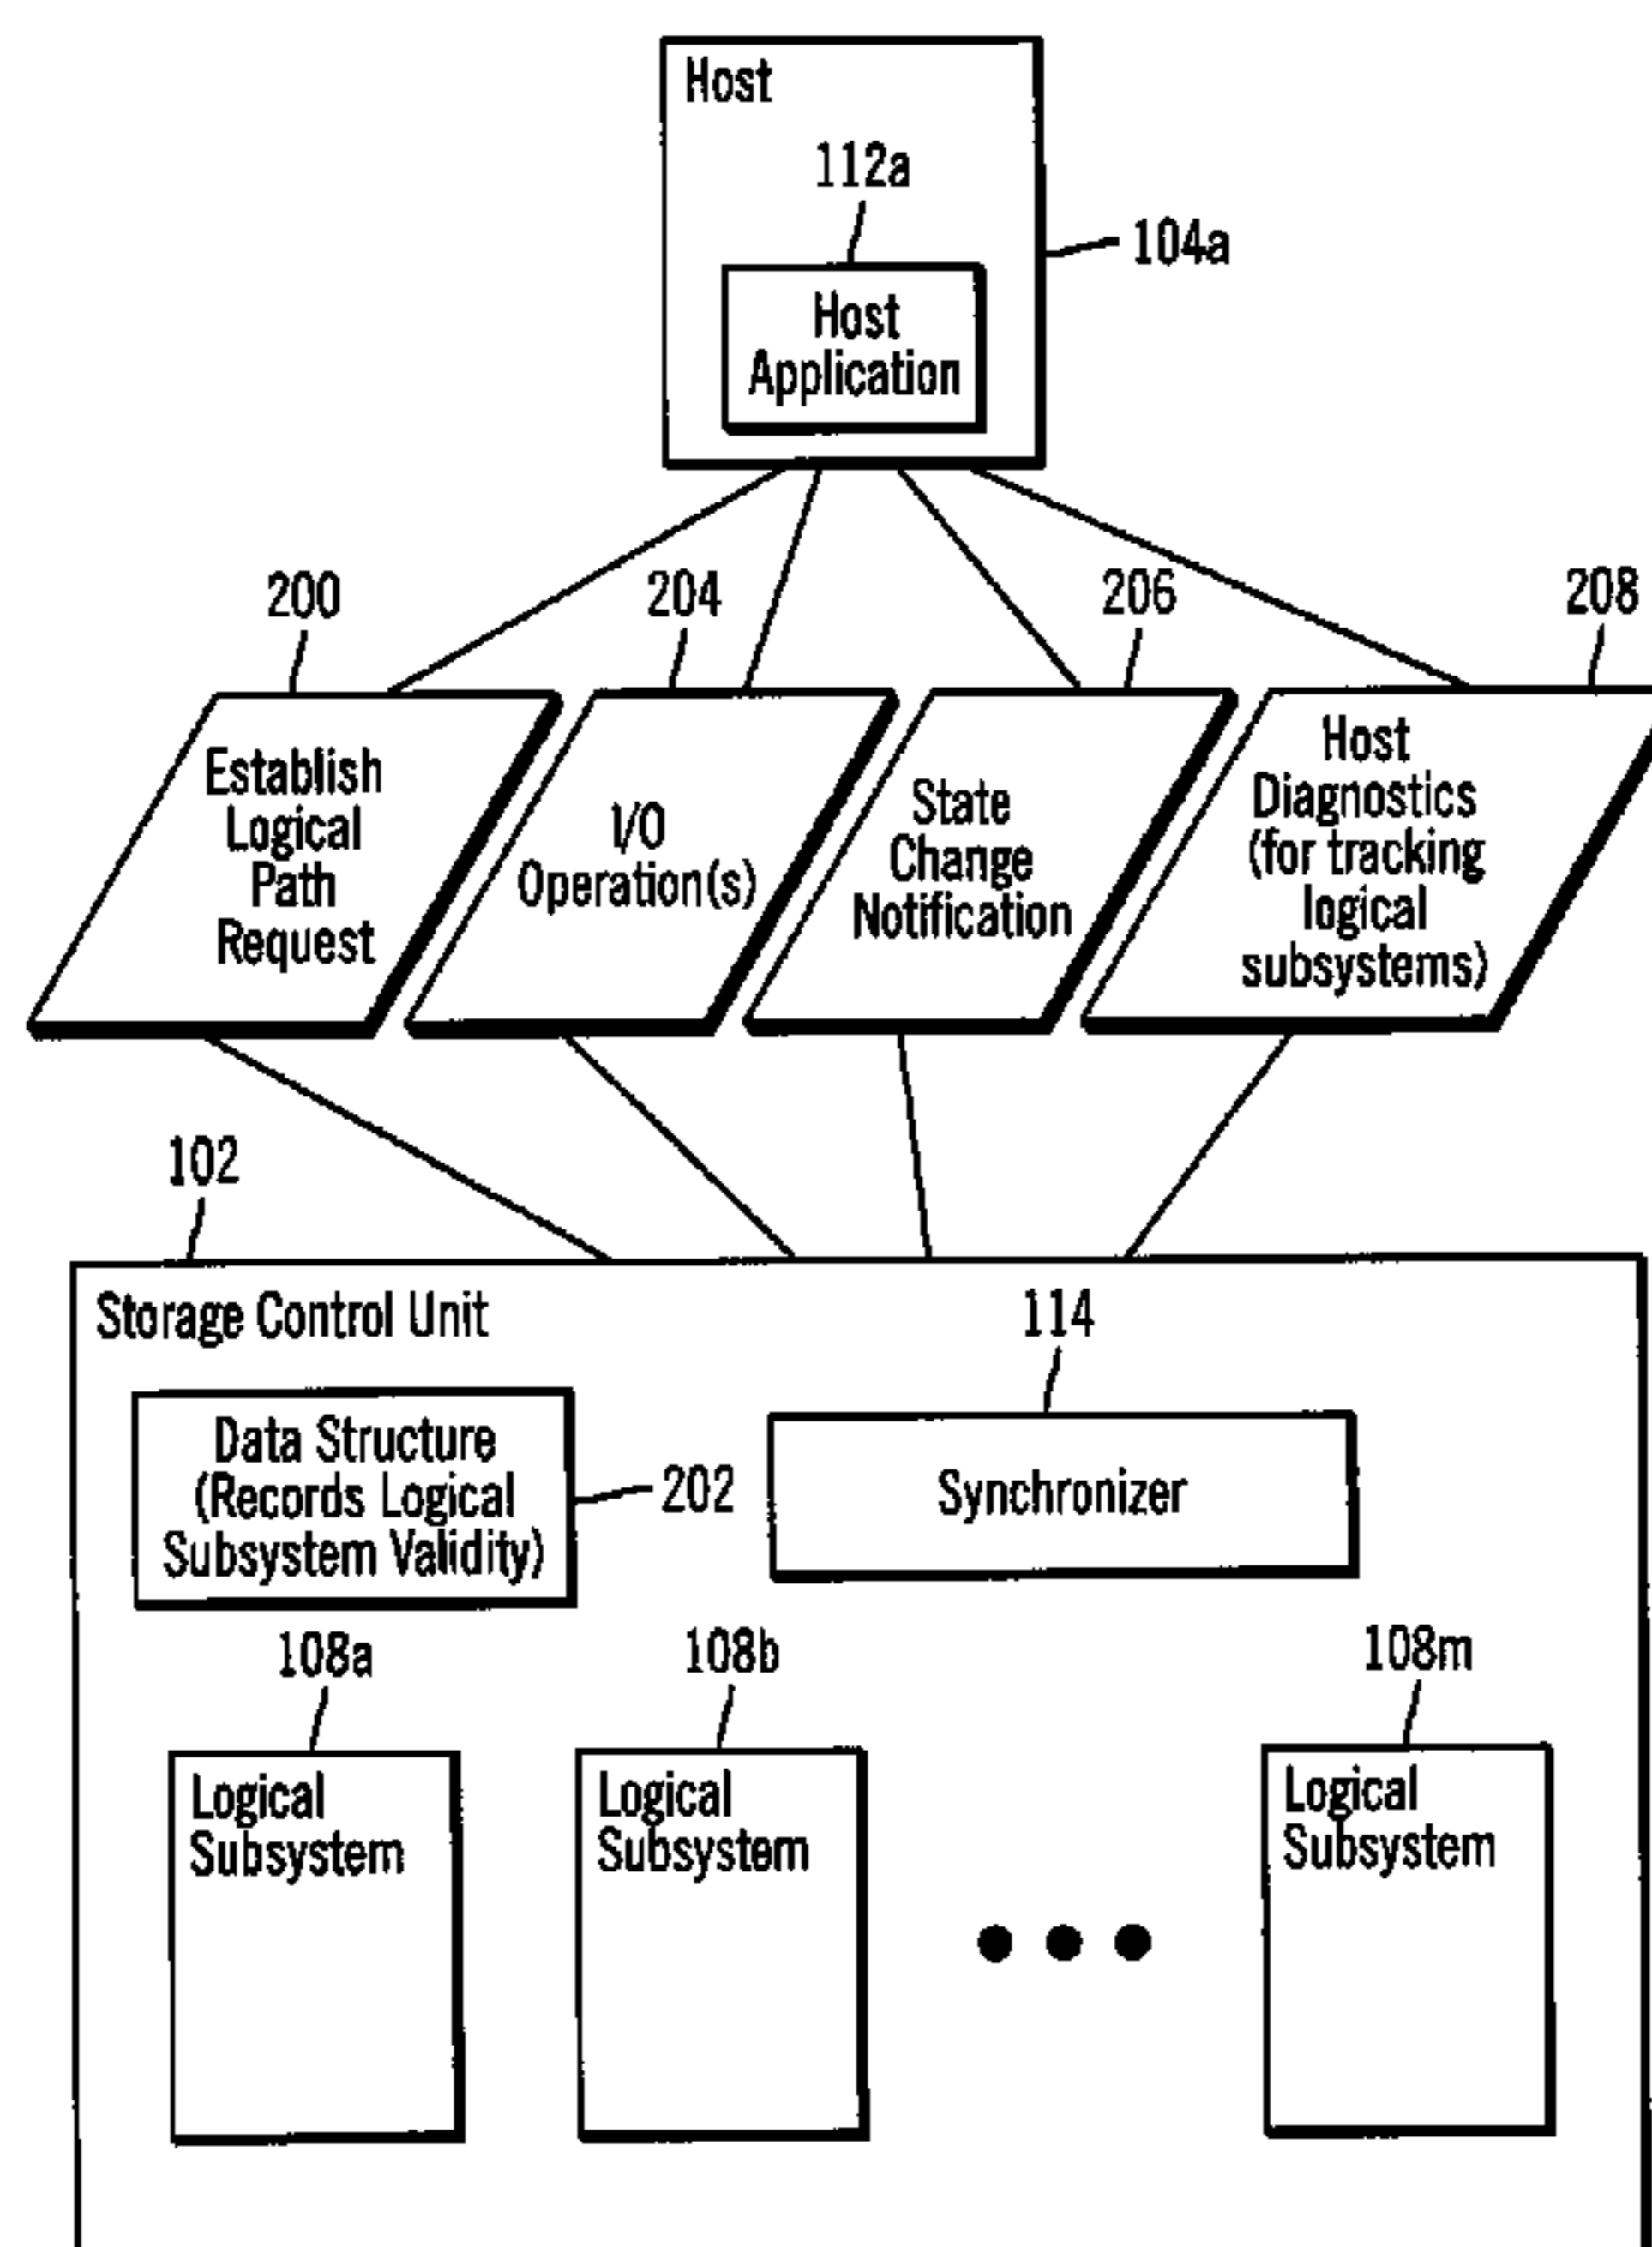 Host
112a
104a
Host
Application
200
204
206
208
Establish
Logical
Path
Request
I/O
Operation(s)
State
Change
Notification
Host
Diagnostics
(for tracking
logical
subsystems)
102
Storage Control Unit
114
Data Structure
(Records Logical
Subsystem Validity)
202
Synchronizer
108a
108b
108m
Logical
Subsystem
Logical
Subsystem
Logical
Subsystem